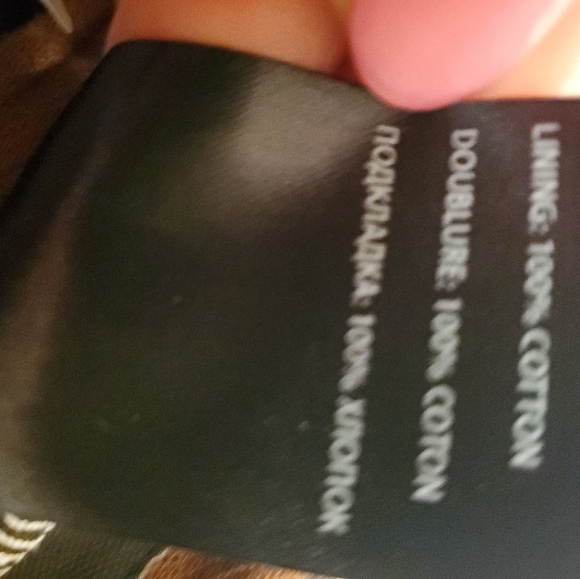 LINING: 100% COTTON
DOUBLURE: 100% COTON
ПОДКЛАДКА: 100% ХЛОПОК